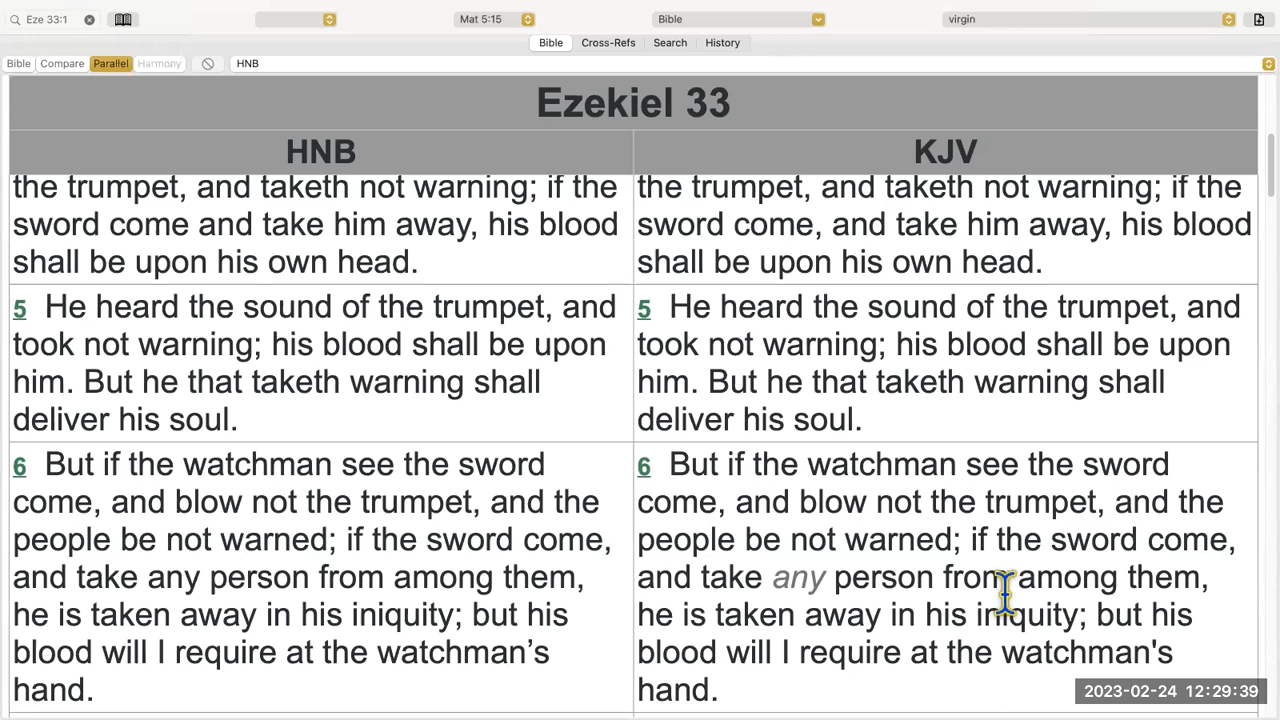 Eze 33:1
Mat 5:15
Bible
virgin
Bible Cross-Refs Search History
Bible Compare Parallel Harmony HNB
Ezekiel 33
HNB
the trumpet, and taketh not warning; if the
sword come and take him away, his blood
shall be upon his own head.
5 He heard the sound of the trumpet, and
took not warning; his blood shall be upon
him. But he that taketh warning shall
deliver his soul.
6 But if the watchman see the sword
come, and blow not the trumpet, and the
people be not warned; if the sword come,
and take any person from among them,
he is taken away in his iniquity; but his
blood will I require at the watchman’s
hand.
KJV
the trumpet, and taketh not warning; if the
sword come, and take him away, his blood
shall be upon his own head.
5 He heard the sound of the trumpet, and
took not warning; his blood shall be upon
him. But he that taketh warning shall
deliver his soul.
6 But if the watchman see the sword
come, and blow not the trumpet, and the
people be not warned; if the sword come,
and take any person from among them,
he is taken away in his iniquity; but his
blood will I require at the watchman's
hand.
2023-02-24 12:29:39